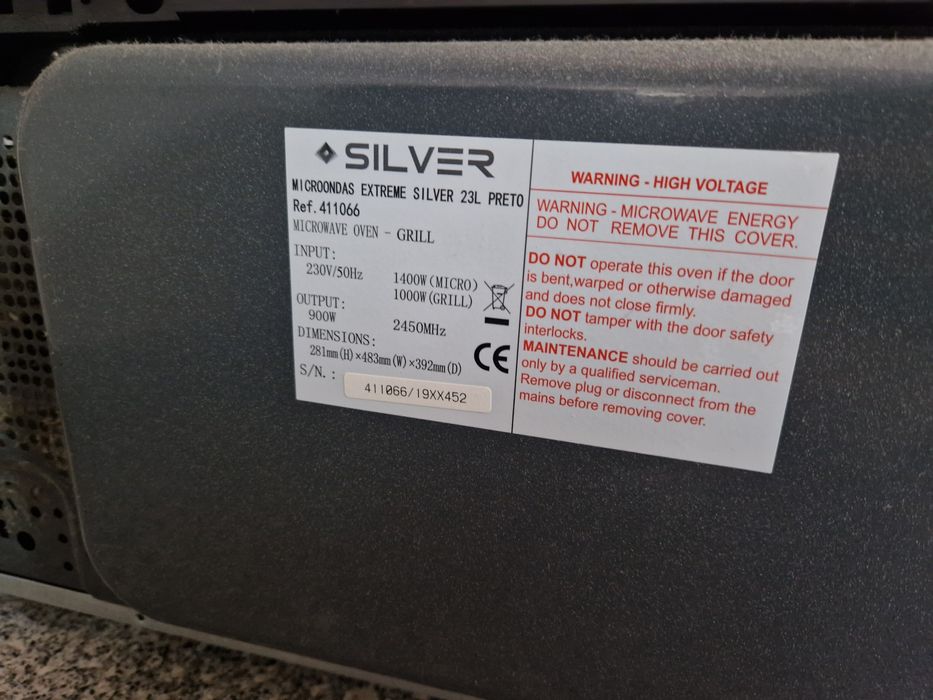 SILVER
MICROONDAS EXTREME SILVER 23L PRETO
Ref.411066
MICROWAVE OVEN - GRILL
INPUT:
230V/50Hz 1400W(MICRO)
1000W(GRILL)
OUTPUT:
900W 2450MHz
DIMENSIONS:
281mm(H)×483mm(W)×392mm(D)
S/N.: 411066/19XX452
CE
WARNING - HIGH VOLTAGE
WARNING - MICROWAVE ENERGY
DO NOT REMOVE THIS COVER.
DO NOT operate this oven if the door
is bent,warped or otherwise damaged
and does not close firmly.
DO NOT tamper with the door safety
interlocks.
MAINTENANCE should be carried out
only by a qualified serviceman.
Remove plug or disconnect from the
mains before removing cover.